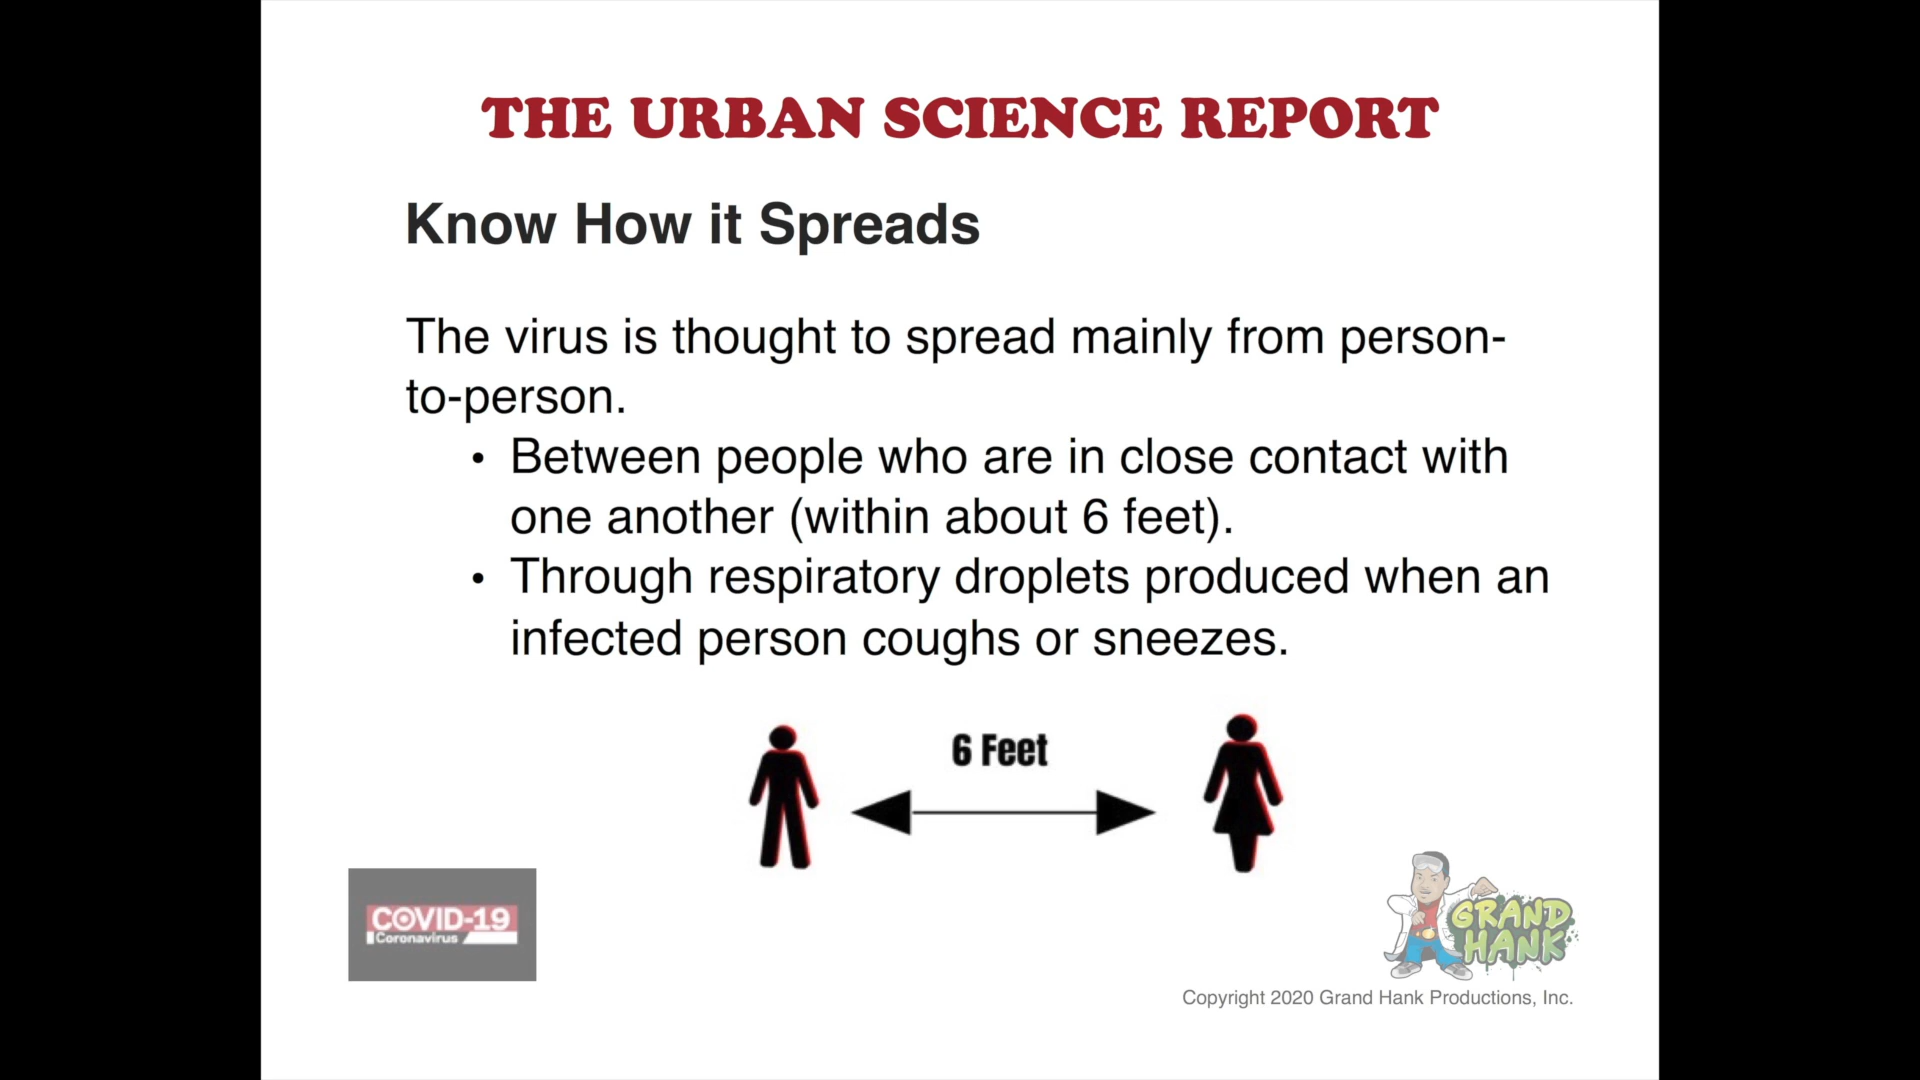 THE URBAN SCIENCE REPORT
Know How it Spreads
The virus is thought to spread mainly from person-
to-person.
• Between people who are in close contact with
one another (within about 6 feet).
• Through respiratory droplets produced when an
infected person coughs or sneezes.
6 Feet
COVID-19
Coronavirus
GRAND
HANK
Copyright 2020 Grand Hank Productions, Inc.